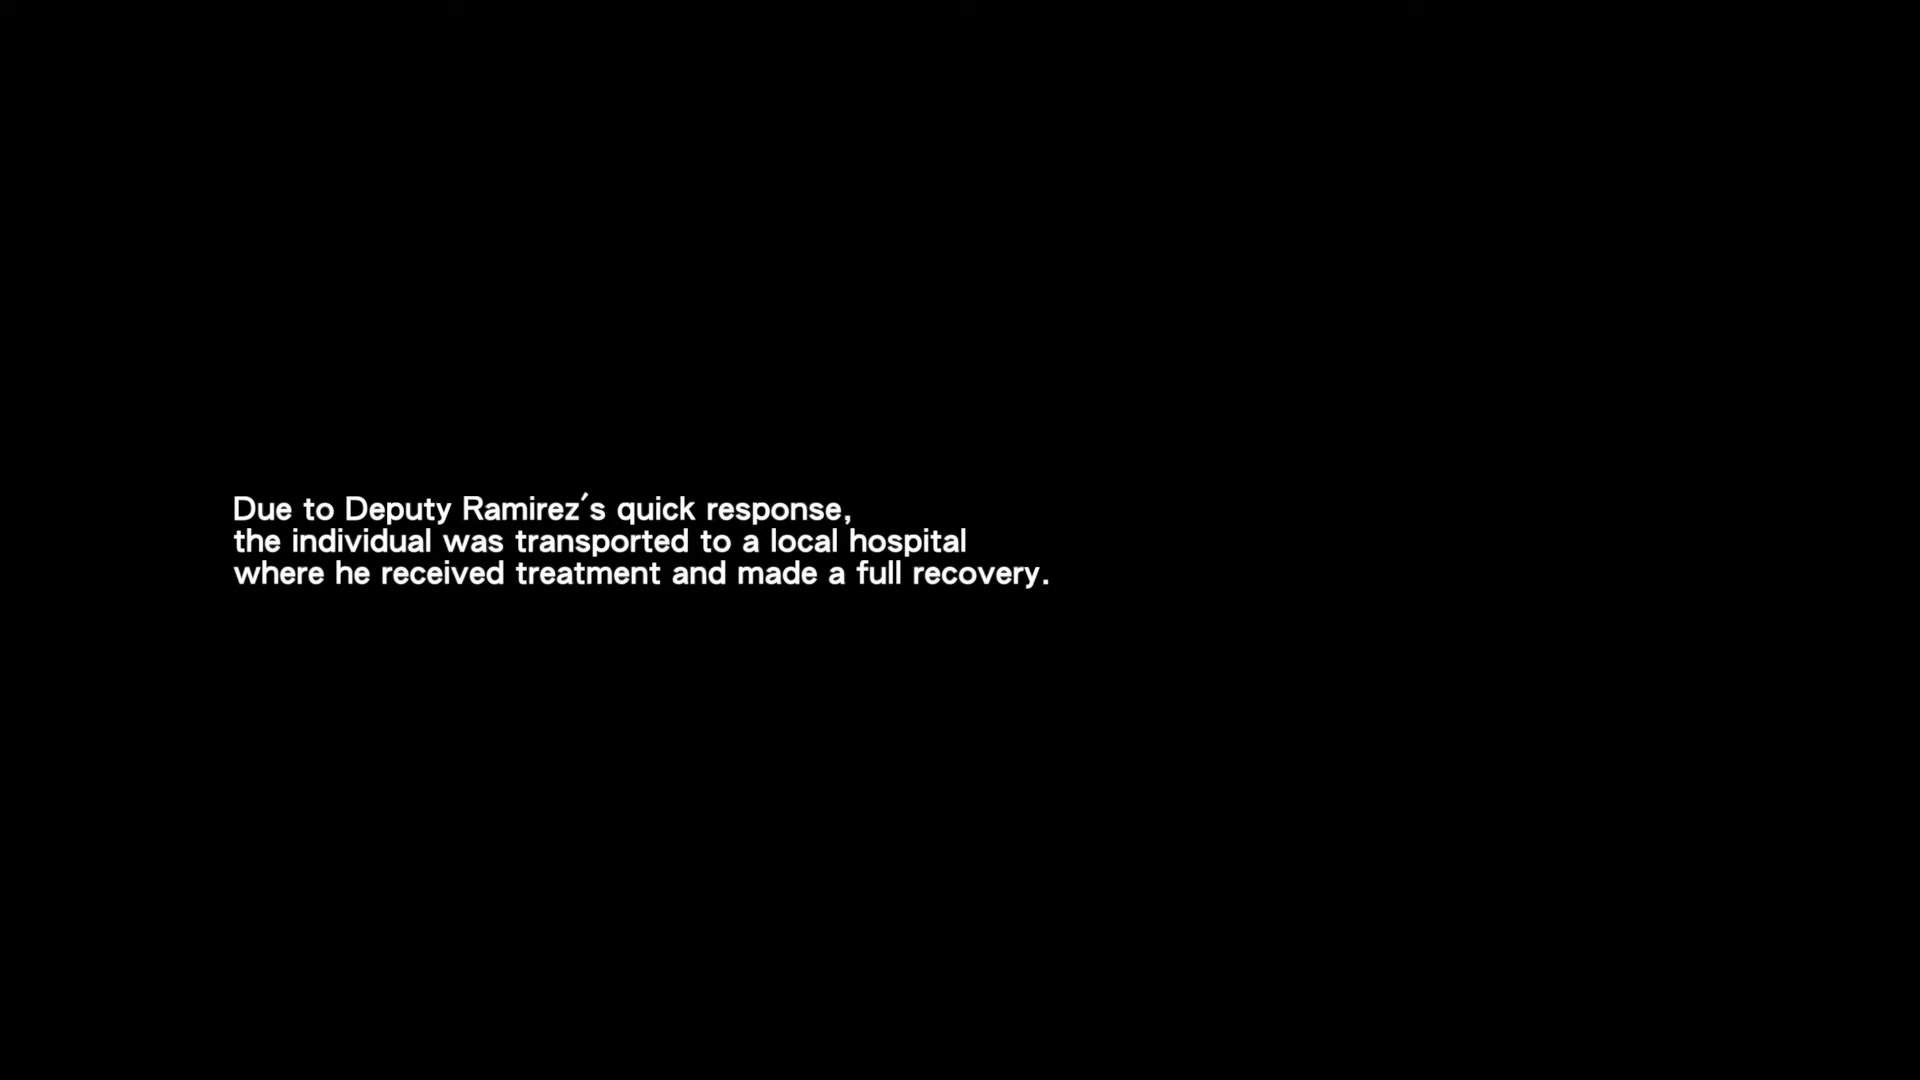 Due to Deputy Ramirez´s quick response,
the individual was transported to a local hospital
where he received treatment and made a full recovery.